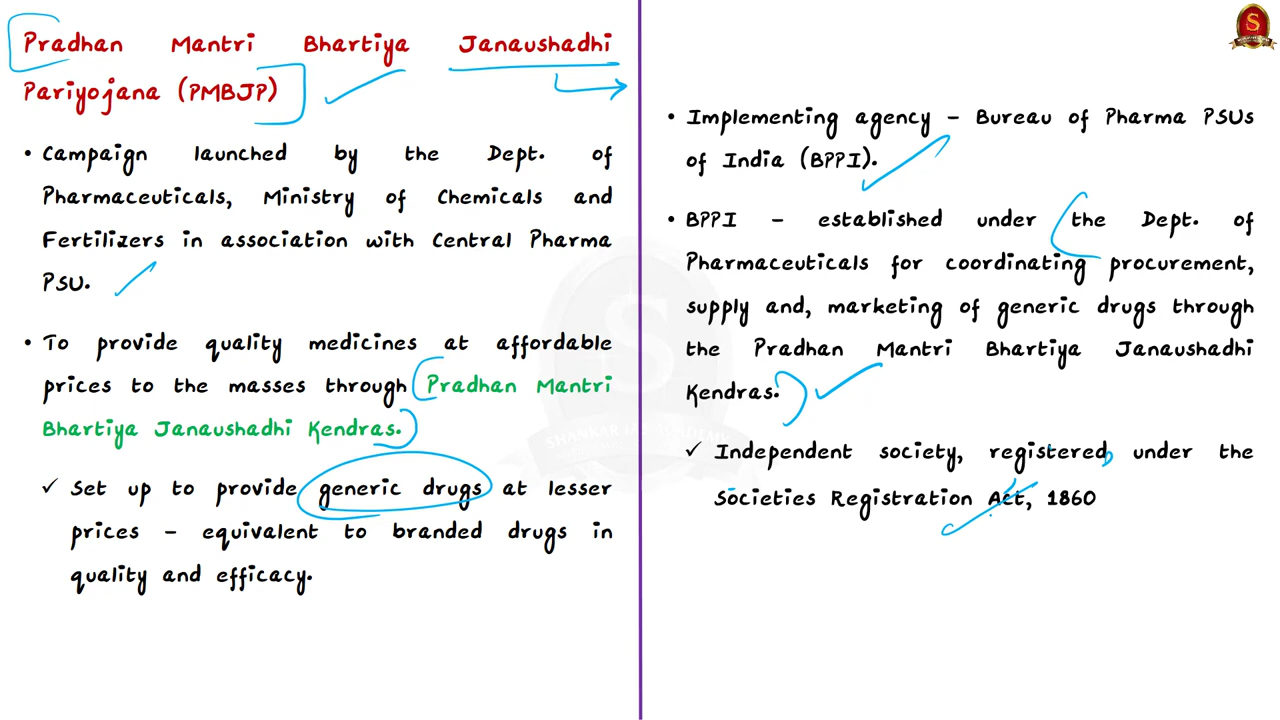 Pradhan Mantri Bhartiya Janaushadhi
Pariyojana (PMBJP)
• Campaign launched by the Dept. of
Pharmaceuticals, Ministry of Chemicals and
Fertilizers in association with Central Pharma
PSU.
• To provide quality medicines at affordable
prices to the masses through Pradhan Mantri
Bhartiya Janaushadhi Kendras.
✓ Set up to provide generic drugs at lesser
prices – equivalent to branded drugs in
quality and efficacy.
• Implementing agency – Bureau of Pharma PSUs
of India (BPPI).
• BPPI – established under the Dept. of
Pharmaceuticals for coordinating procurement,
supply and, marketing of generic drugs through
the Pradhan Mantri Bhartiya Janaushadhi
Kendras.
✓ Independent society, registered under the
Societies Registration Act, 1860
S
SHANKAR IAS ACADEMY